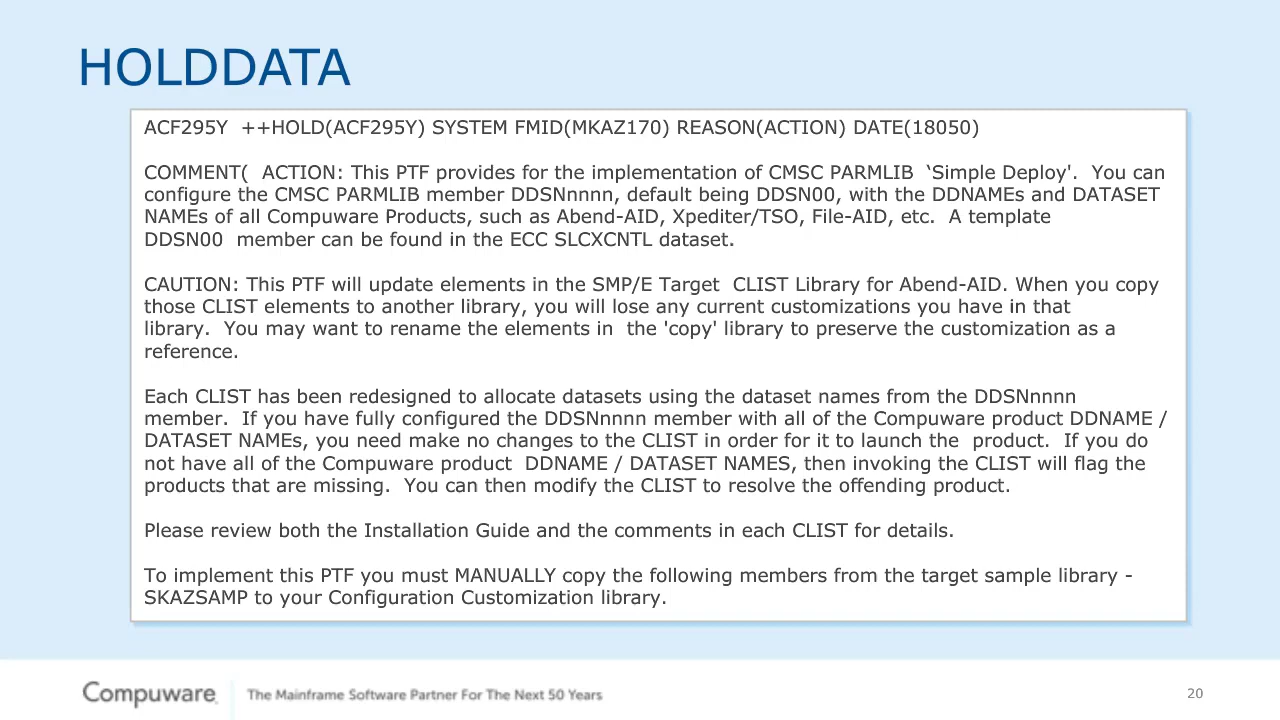 HOLDDATA
ACF295Y  ++HOLD(ACF295Y) SYSTEM FMID(MKAZ170) REASON(ACTION) DATE(18050)
COMMENT(  ACTION: This PTF provides for the implementation of CMSC PARMLIB  ‘Simple Deploy'.  You can
configure the CMSC PARMLIB member DDSNnnnn, default being DDSN00, with the DDNAMEs and DATASET
NAMEs of all Compuware Products, such as Abend-AID, Xpediter/TSO, File-AID, etc.  A template
DDSN00  member can be found in the ECC SLCXCNTL dataset.
CAUTION: This PTF will update elements in the SMP/E Target  CLIST Library for Abend-AID. When you copy
those CLIST elements to another library, you will lose any current customizations you have in that
library.  You may want to rename the elements in  the 'copy' library to preserve the customization as a
reference.
Each CLIST has been redesigned to allocate datasets using the dataset names from the DDSNnnnn
member.  If you have fully configured the DDSNnnnn member with all of the Compuware product DDNAME /
DATASET NAMEs, you need make no changes to the CLIST in order for it to launch the  product.  If you do
not have all of the Compuware product  DDNAME / DATASET NAMES, then invoking the CLIST will flag the
products that are missing.  You can then modify the CLIST to resolve the offending product.
Please review both the Installation Guide and the comments in each CLIST for details.
To implement this PTF you must MANUALLY copy the following members from the target sample library -
SKAZSAMP to your Configuration Customization library.
Compuware. The Mainframe Software Partner For The Next 50 Years
20